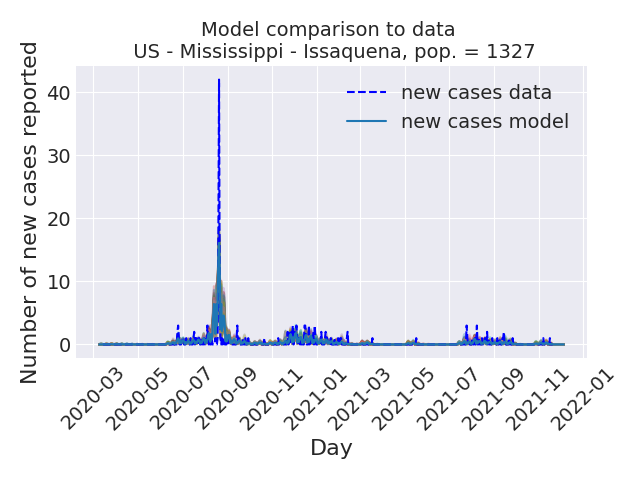 Model comparison to data
US - Mississippi - Issaquena, pop. = 1327
Number of new cases reported
40
30
20
10
0
new cases data
new cases model
2020-03
2020-05
2020-07
2020-09
2020-11
2021-01
2021-03
2021-05
2021-07
2021-09
2021-11
2022-01
Day